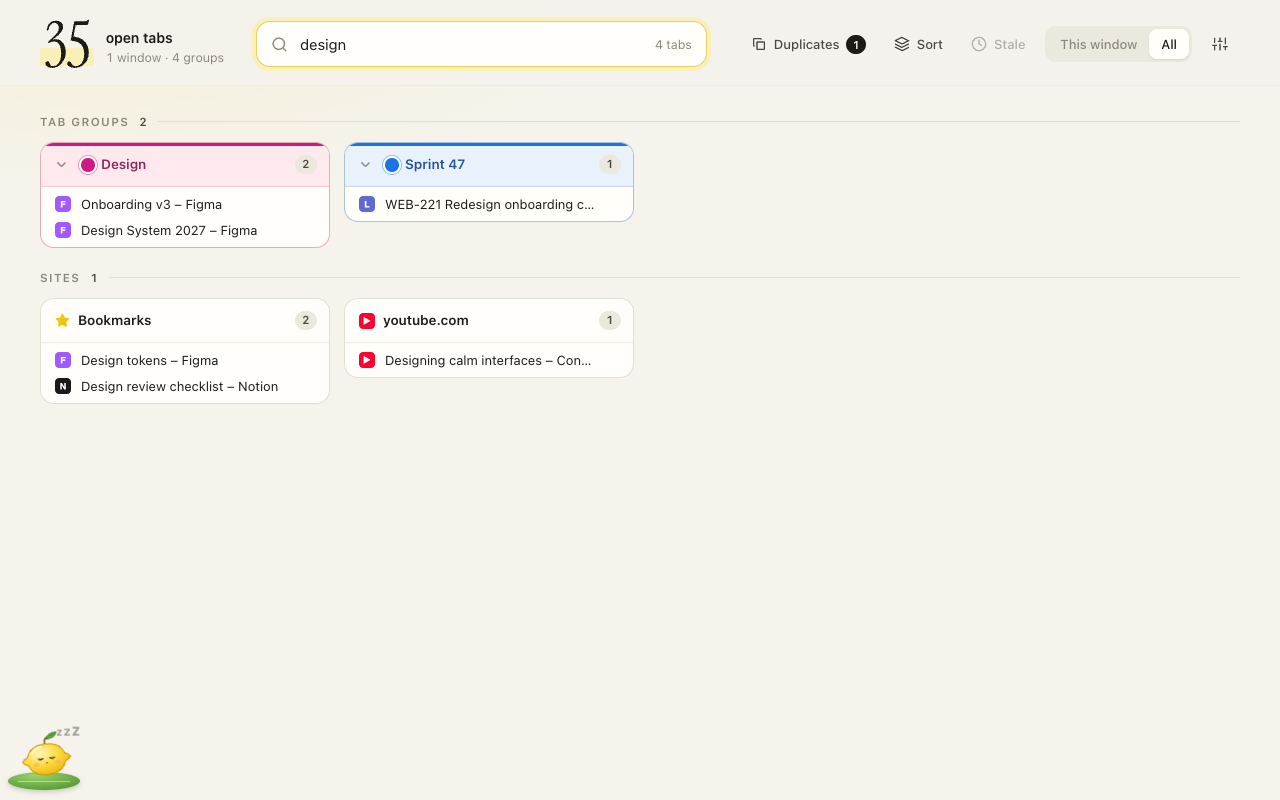 35
open tabs
1 window · 4 groups
design
4 tabs
Duplicates 1
Sort
Stale
This window
All
TAB GROUPS 2
Design 2
F Onboarding v3 – Figma
F Design System 2027 – Figma
Sprint 47 1
L WEB-221 Redesign onboarding c...
SITES 1
Bookmarks 2
F Design tokens – Figma
N Design review checklist – Notion
youtube.com 1
Designing calm interfaces – Con...
zzZ